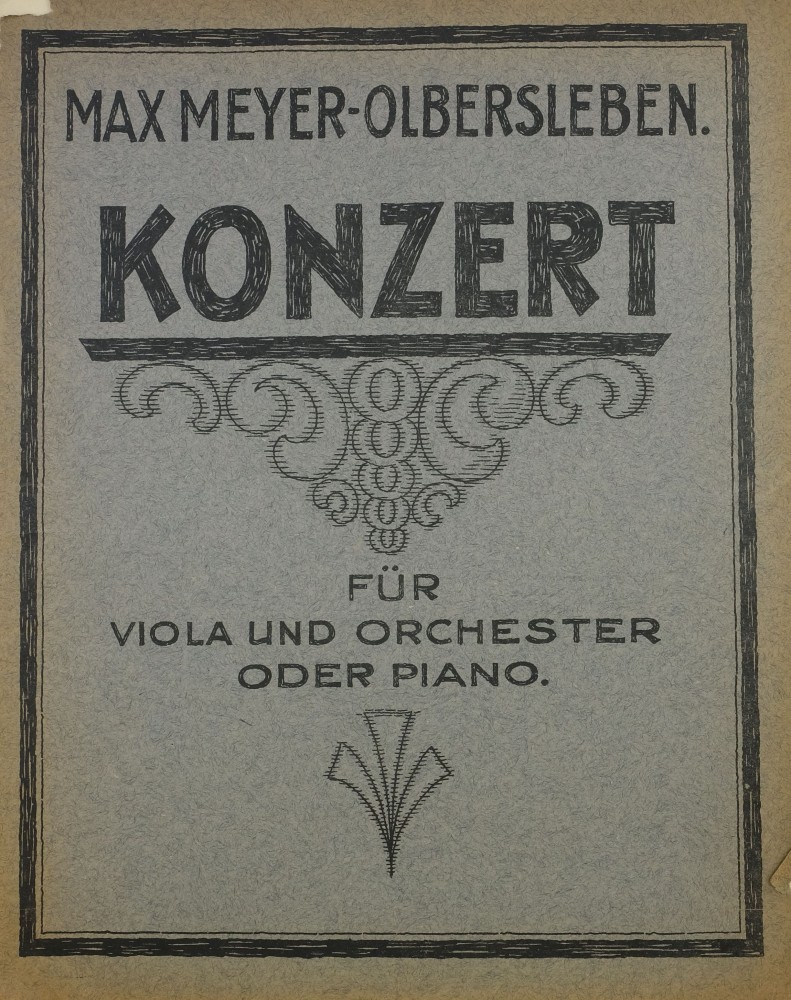 MAX MEYER-OLBERSLEBEN.
KONZERT
FÜR
VIOLA UND ORCHESTER
ODER PIANO.